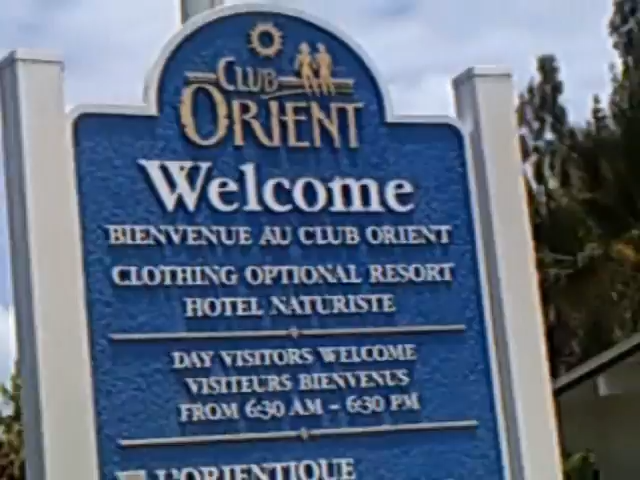 CLUB
ORIENT
Welcome
BIENVENUE AU CLUB ORIENT
CLOTHING OPTIONAL RESORT
HOTEL NATURISTE
DAY VISITORS WELCOME
VISITEURS BIENVENUS
FROM 6:30 AM – 6:30 PM
L'ORIENTIQUE